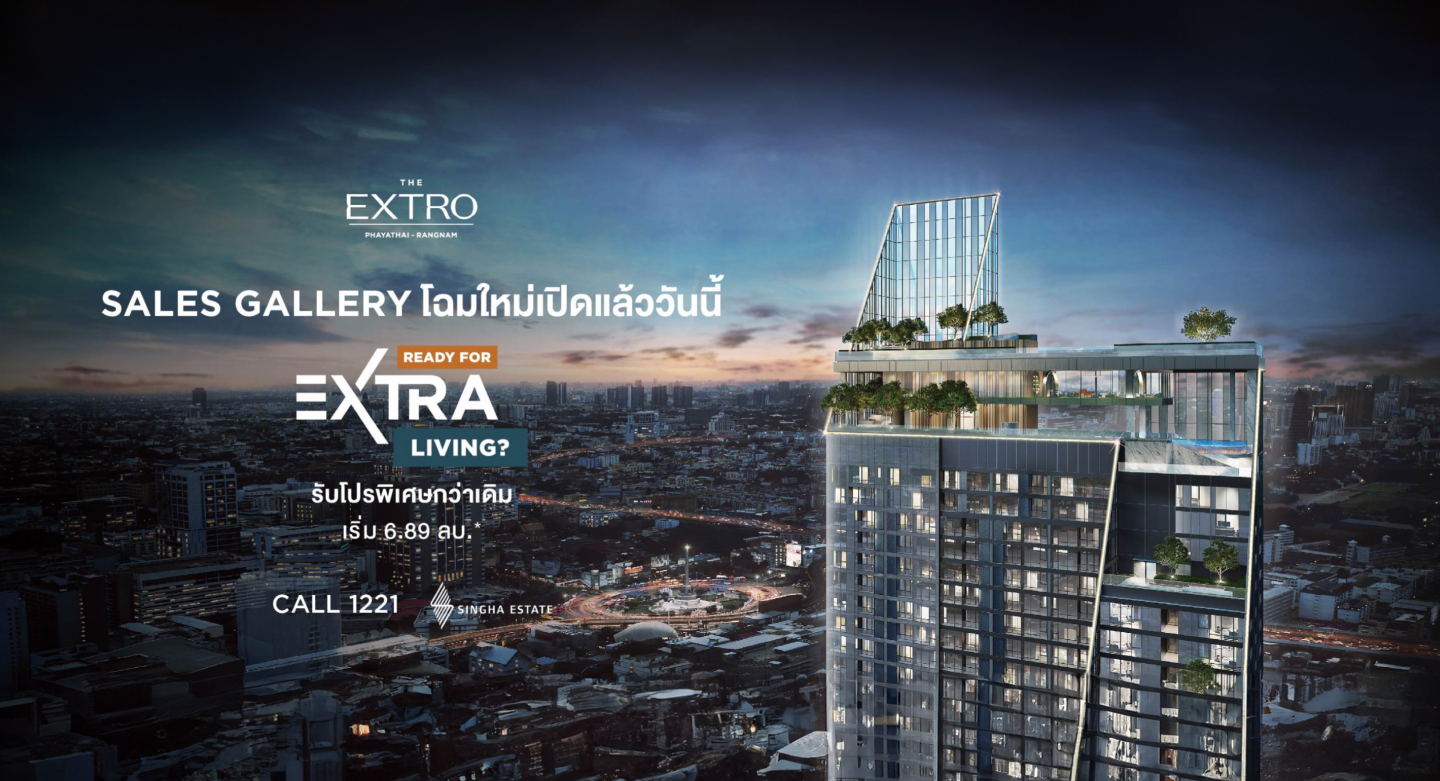 THE
EXTRO
PHAYATHAI - RANGNAM
SALES GALLERY โฉมใหม่เปิดแล้ววันนี้
READY FOR
EXTRA
LIVING?
รับโปรพิเศษกว่าเดิม
เริ่ม 6.89 ลบ.*
CALL 1221 SINGHA ESTATE